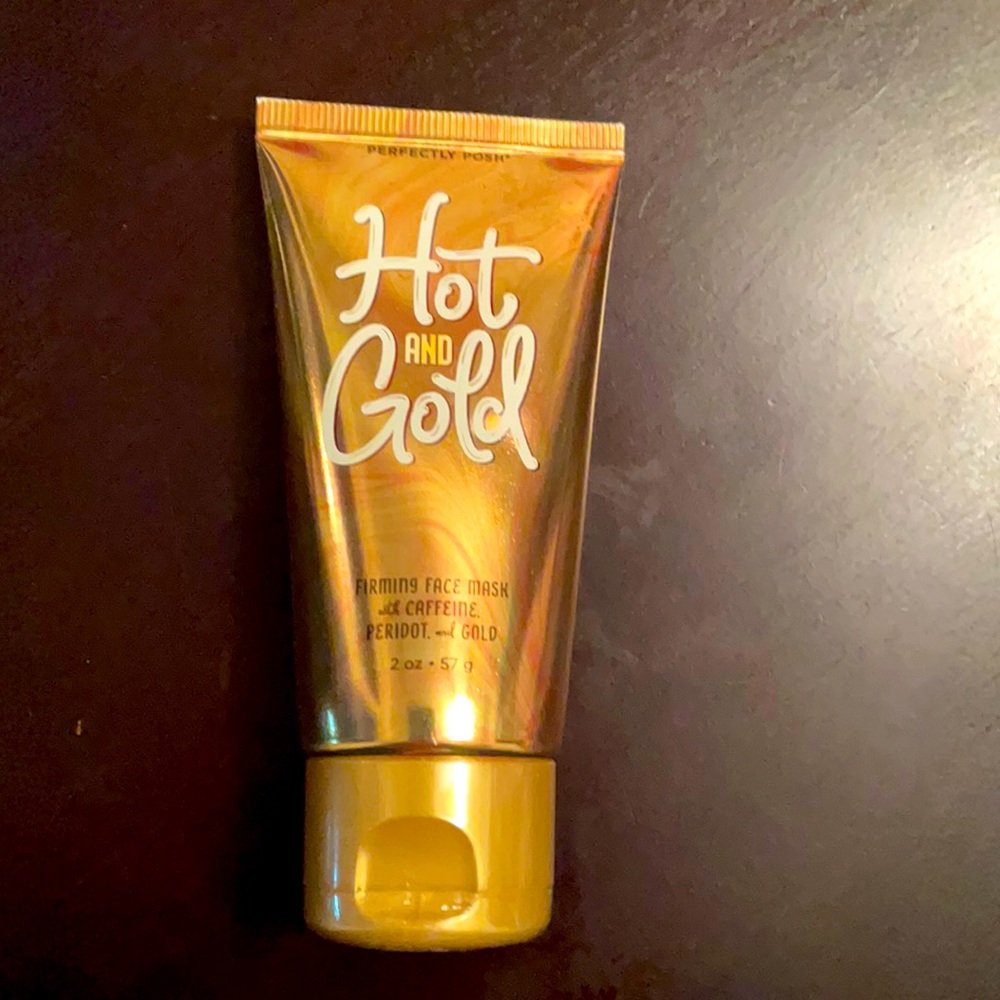 PERFECTLY POSH®
Hot
AND
Gold
FIRMING FACE MASK
with CAFFEINE,
PERIDOT, and GOLD
2 oz • 57 g